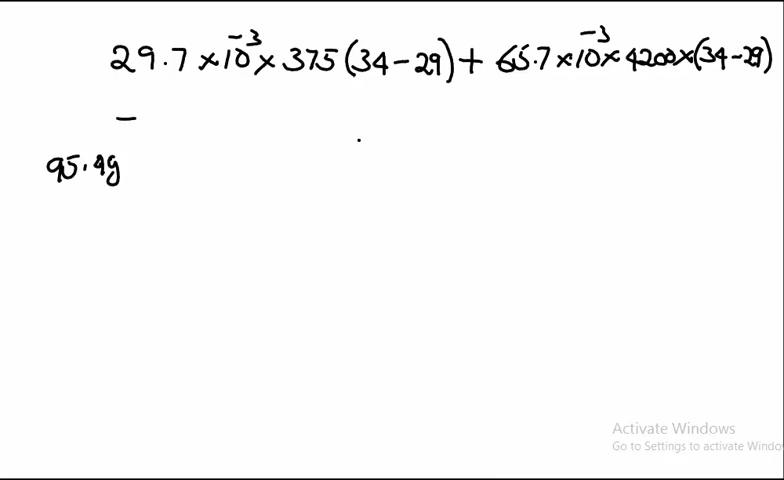 29.7 × 10⁻³ × 375 (34 − 29) + 65.7 × 10⁻³ × 4200 × (34 − 29)
−
95.4g
Activate Windows
Go to Settings to activate Windo